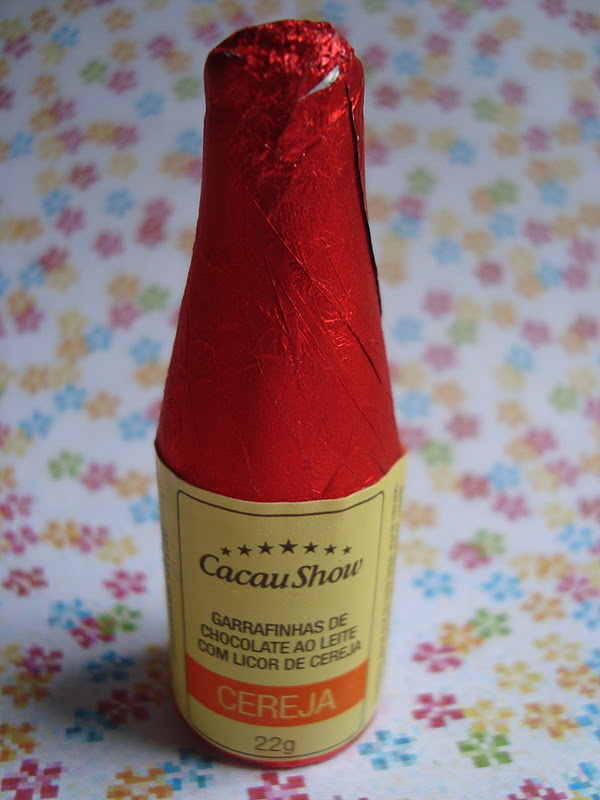 Cacau Show
GARRAFINHAS DE
CHOCOLATE AO LEITE
COM LICOR DE CEREJA
CEREJA
22g